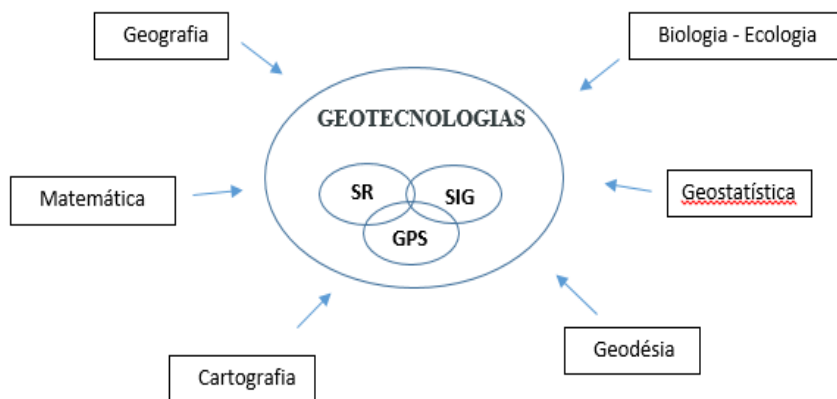 Geografia
Biologia - Ecologia
GEOTECNOLOGIAS
SR
SIG
GPS
Matemática
Geostatística
Cartografia
Geodésia